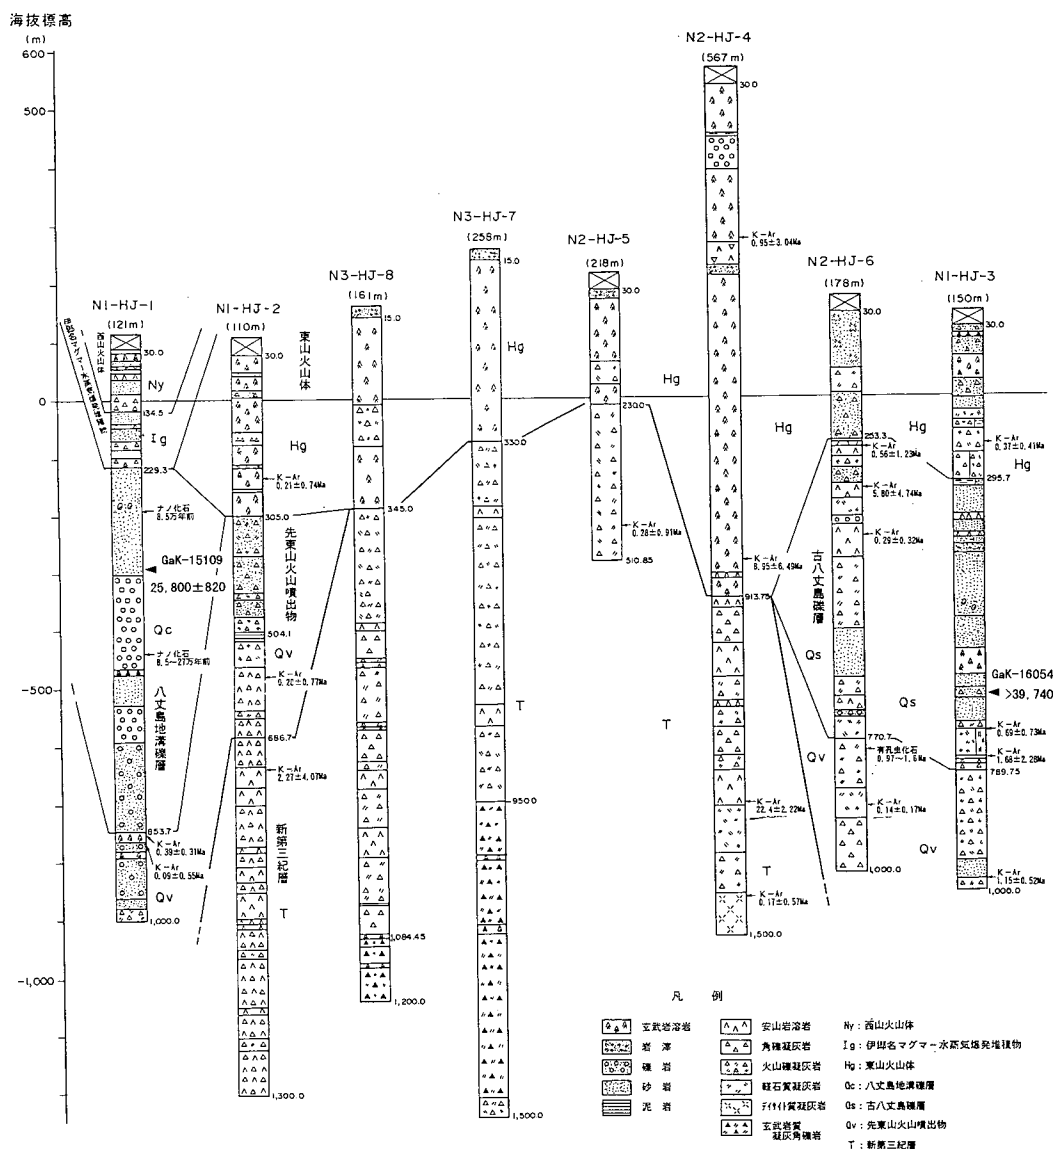 海抜標高
(m)
600
500
0
-500
-1,000
N1-HJ-1
(121m)
30.0
西山火山体
Ny
134.5
Ig
229.3
ナノ化石
8.5万年前
GaK-15109
25,800±820
Qc
ナノ化石
8.5~27万年前
八丈島地溝礫層
853.7
K-Ar
0.39±0.31Ma
K-Ar
0.09±0.55Ma
Qv
1,000.0
N1-HJ-2
(110m)
30.0
東山火山体
Hg
K-Ar
0.21±0.74Ma
305.0
先東山火山噴出物
504.1
Qv
K-Ar
0.20±0.77Ma
686.7
K-Ar
2.27±4.07Ma
新第三紀層
T
1,300.0
N3-HJ-8
(161m)
15.0
345.0
1,084.45
1,200.0
N3-HJ-7
(258m)
15.0
Hg
330.0
T
950.0
1,500.0
N2-HJ-5
(218m)
30.0
Hg
230.0
K-Ar
0.28±0.91Ma
510.85
T
N2-HJ-4
(567m)
30.0
K-Ar
0.95±3.04Ma
Hg
K-Ar
8.95±6.49Ma
913.75
K-Ar
22.4±2.22Ma
T
K-Ar
0.17±0.57Ma
1,500.0
N2-HJ-6
(178m)
30.0
253.3
K-Ar
0.56±1.23Ma
K-Ar
5.80±4.74Ma
K-Ar
0.29±0.32Ma
古八丈島礫層
Qs
770.7
有孔虫化石
0.97~1.6Ma
Qv
K-Ar
0.14±0.17Ma
1,000.0
N1-HJ-3
(150m)
30.0
Hg
K-Ar
0.37±0.41Ma
Hg
295.7
GaK-16054
>39,740
Qs
K-Ar
0.69±0.73Ma
K-Ar
1.68±2.28Ma
789.75
Qv
K-Ar
1.15±0.52Ma
1,000.0
凡 例
玄武岩溶岩
岩滓
礫岩
砂岩
泥岩
安山岩溶岩
角礫凝灰岩
火山礫凝灰岩
軽石質凝灰岩
デイサイト質凝灰岩
玄武岩質
凝灰角礫岩
Ny:西山火山体
Ig:伊郎名マグマー水蒸気爆発堆積物
Hg:東山火山体
Qc:八丈島地溝礫層
Qs:古八丈島礫層
Qv:先東山火山噴出物
T:新第三紀層